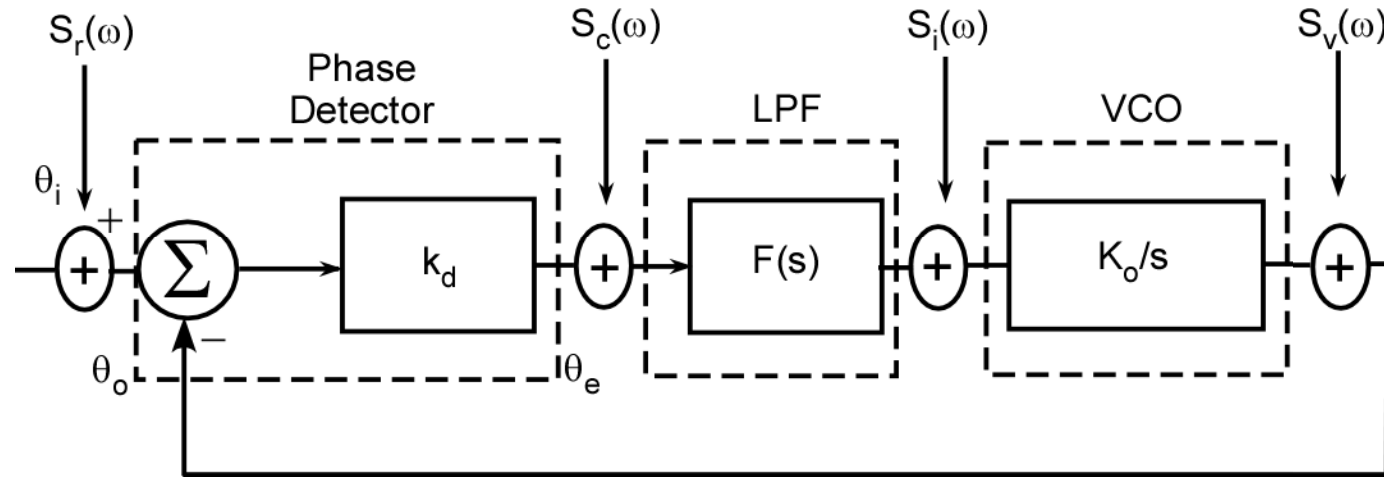 S_r(ω)
S_c(ω)
S_i(ω)
S_v(ω)
Phase
Detector
LPF
VCO
θ_i
+
+
Σ
k_d
+
F(s)
+
K_o/s
+
−
θ_o
θ_e